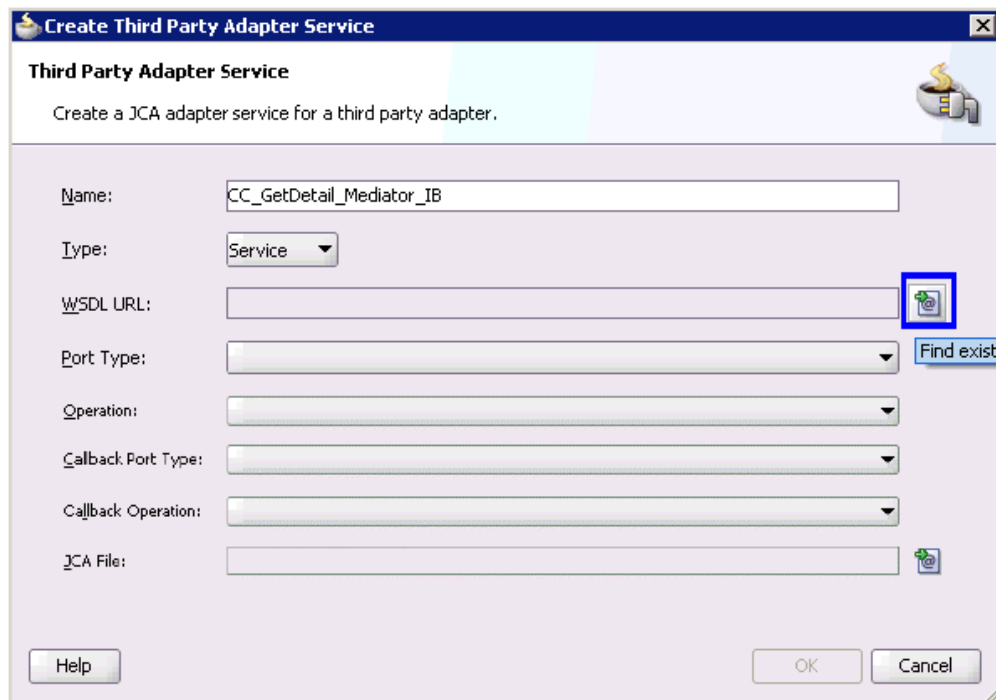 Create Third Party Adapter Service
Third Party Adapter Service
Create a JCA adapter service for a third party adapter.
Name: CC_GetDetail_Mediator_IB
Type: Service
WSDL URL:
Find exist
Port Type:
Operation:
Callback Port Type:
Callback Operation:
JCA File:
Help OK Cancel